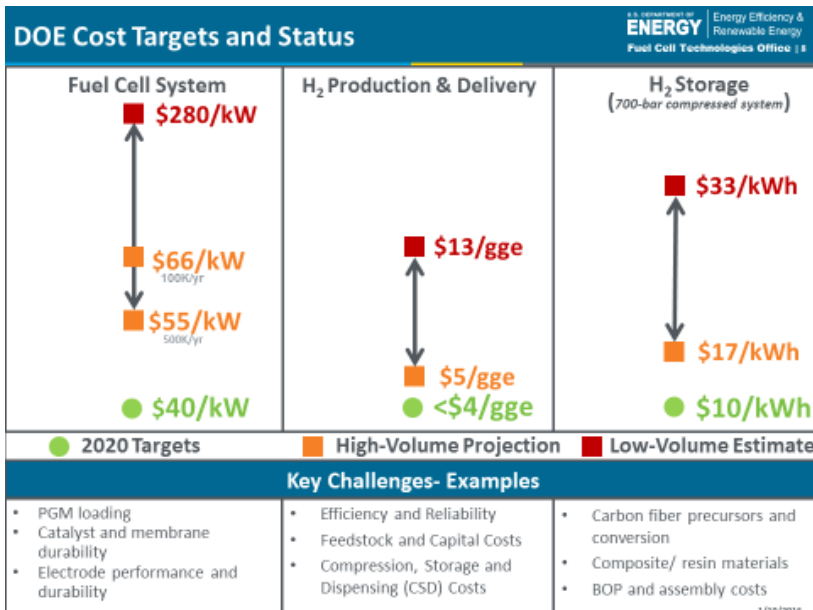 DOE Cost Targets and Status
U.S. DEPARTMENT OF
ENERGY
Energy Efficiency &
Renewable Energy
Fuel Cell Technologies Office | 8
Fuel Cell System
$280/kW
$66/kW
100K/yr
$55/kW
500K/yr
$40/kW
H₂ Production & Delivery
$13/gge
$5/gge
<$4/gge
H₂ Storage
(700-bar compressed system)
$33/kWh
$17/kWh
$10/kWh
2020 Targets
High-Volume Projection
Low-Volume Estimate
Key Challenges- Examples
• PGM loading
• Catalyst and membrane
durability
• Electrode performance and
durability
• Efficiency and Reliability
• Feedstock and Capital Costs
• Compression, Storage and
Dispensing (CSD) Costs
• Carbon fiber precursors and
conversion
• Composite/ resin materials
• BOP and assembly costs